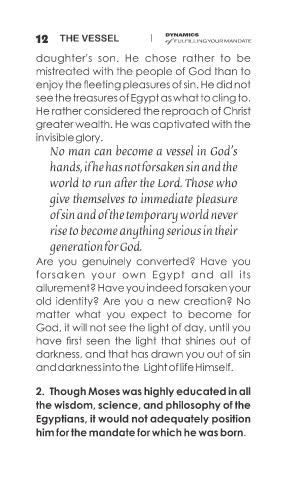 12 THE VESSEL | DYNAMICS
of FULFILLING YOUR MANDATE
daughter's son. He chose rather to be
mistreated with the people of God than to
enjoy the fleeting pleasures of sin. He did not
see the treasures of Egypt as what to cling to.
He rather considered the reproach of Christ
greater wealth. He was captivated with the
invisible glory.
No man can become a vessel in God's
hands, if he has not forsaken sin and the
world to run after the Lord. Those who
give themselves to immediate pleasure
of sin and of the temporary world never
rise to become anything serious in their
generation for God.
Are you genuinely converted? Have you
forsaken your own Egypt and all its
allurement? Have you indeed forsaken your
old identity? Are you a new creation? No
matter what you expect to become for
God, it will not see the light of day, until you
have first seen the light that shines out of
darkness, and that has drawn you out of sin
and darkness into the Light of life Himself.
2. Though Moses was highly educated in all
the wisdom, science, and philosophy of the
Egyptians, it would not adequately position
him for the mandate for which he was born.